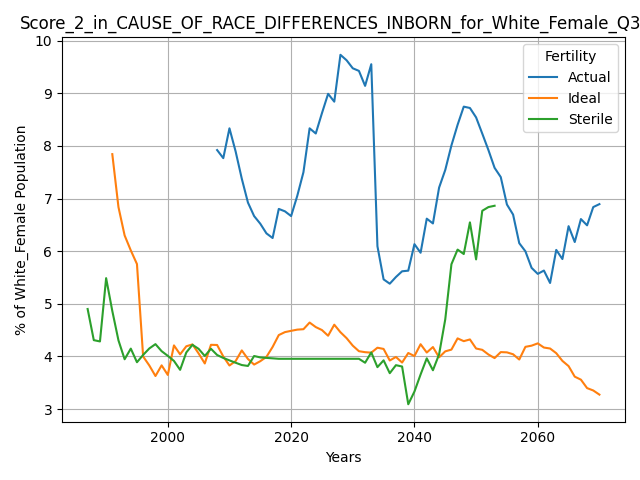 Score_2_in_CAUSE_OF_RACE_DIFFERENCES_INBORN_for_White_Female_Q3
10
9
8
7
6
5
4
3
% of White_Female Population
Fertility
Actual
Ideal
Sterile
2000 2020 2040 2060
Years